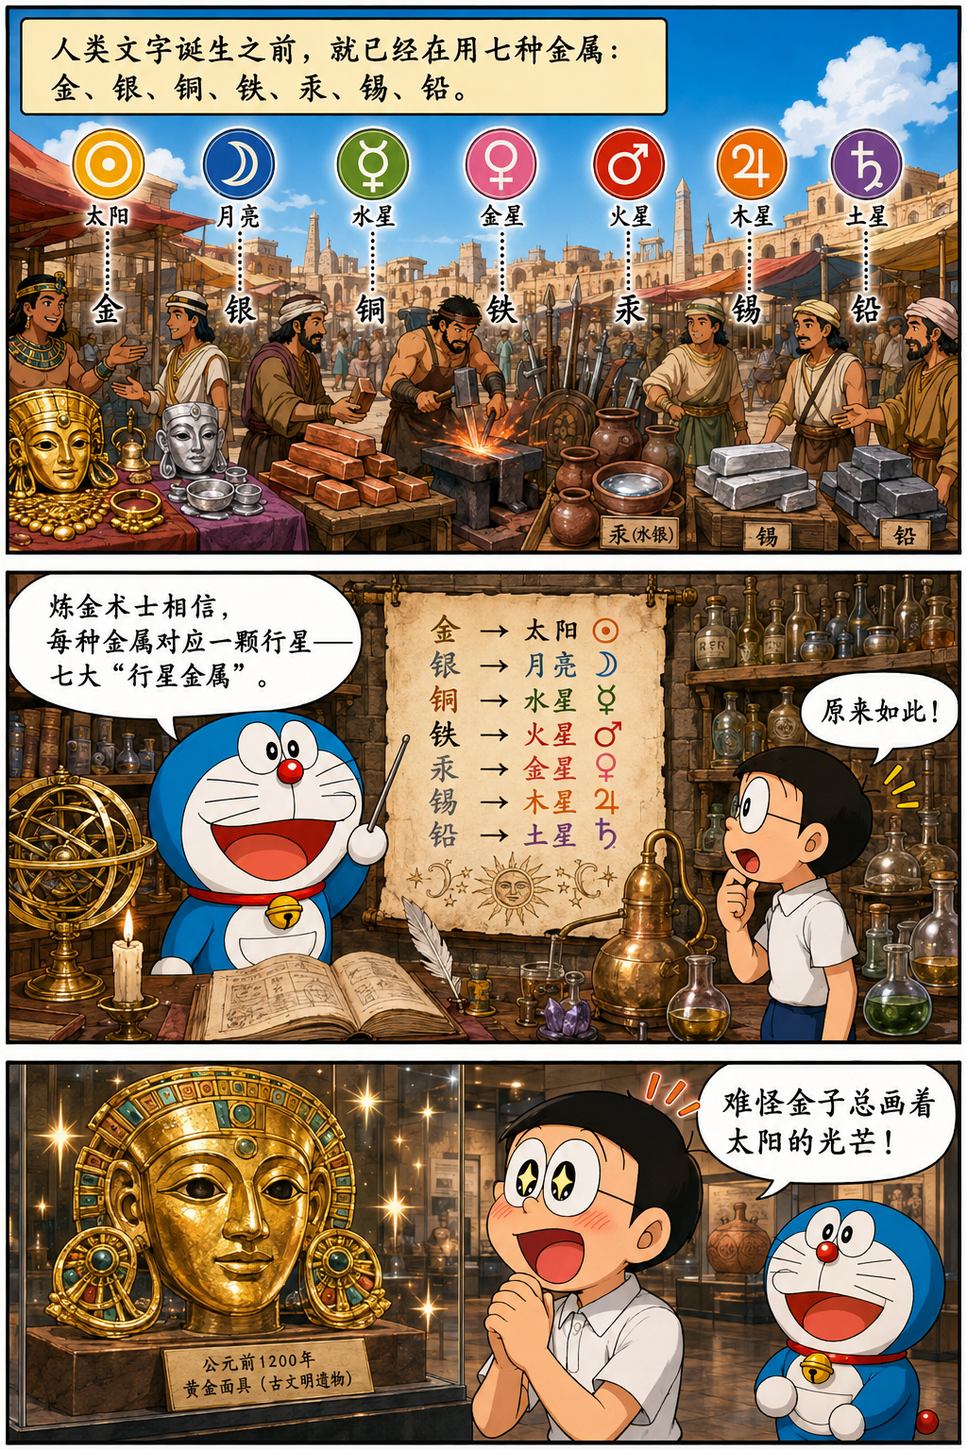 人类文字诞生之前，就已经在用七种金属：
金、银、铜、铁、汞、锡、铅。
太阳 月亮 水星 金星 火星 木星 土星
金 银 铜 铁 汞 锡 铅
汞(水银) 锡 铅
炼金术士相信，
每种金属对应一颗行星——
七大“行星金属”。
金 → 太阳 ☉
银 → 月亮 ☽
铜 → 水星 ☿
铁 → 火星 ♂
汞 → 金星 ♀
锡 → 木星 ♃
铅 → 土星 ♄
原来如此！
难怪金子总画着
太阳的光芒！
公元前1200年
黄金面具（古文明遗物）